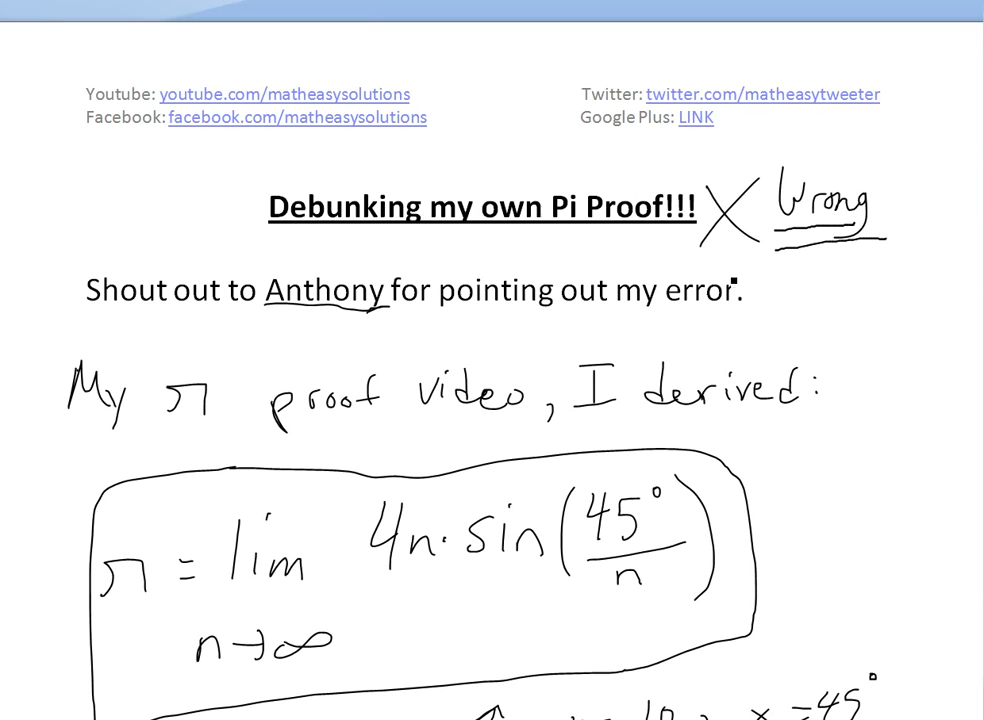 Youtube: youtube.com/matheasysolutions Twitter: twitter.com/matheasytweeter
Facebook: facebook.com/matheasysolutions Google Plus: LINK
Debunking my own Pi Proof!!! X Wrong
Shout out to Anthony for pointing out my error.
My π proof video, I derived:
π = lim 4n·sin(45°/n)
n→∞
x = 45°